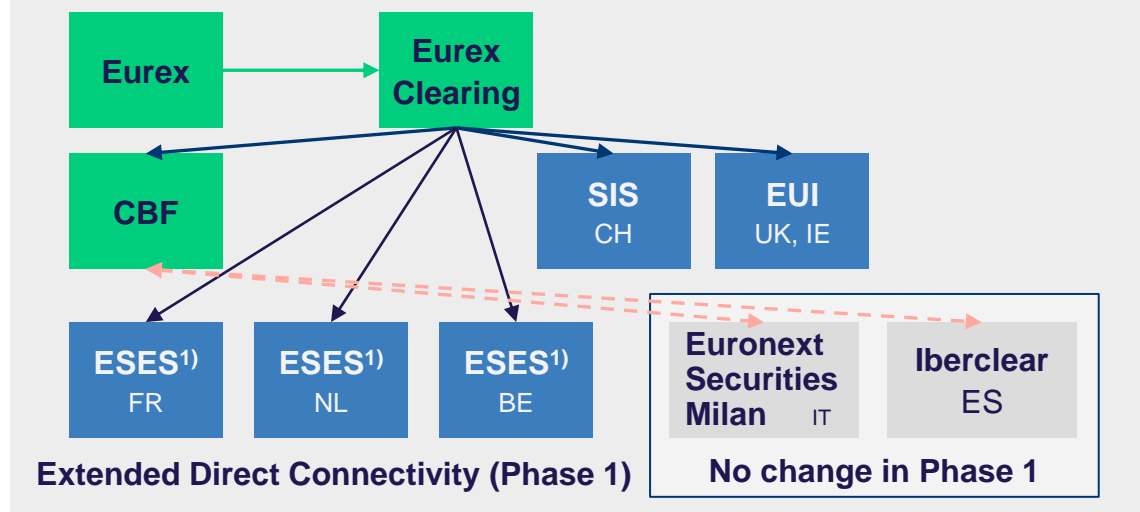 Eurex
Eurex
Clearing
CBF
SIS
CH
EUI
UK, IE
ESES¹⁾
FR
ESES¹⁾
NL
ESES¹⁾
BE
Euronext
Securities
Milan IT
Iberclear
ES
Extended Direct Connectivity (Phase 1)
No change in Phase 1